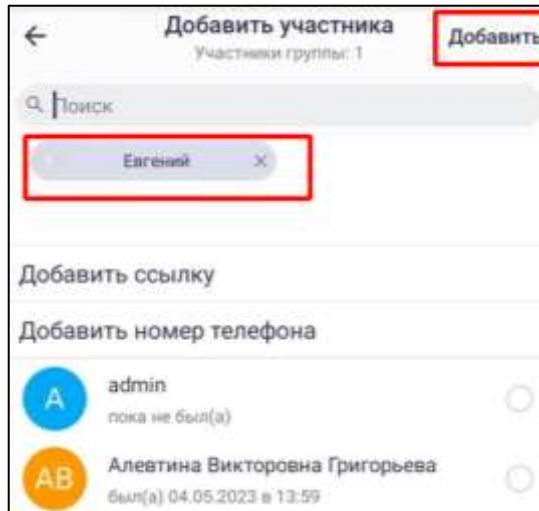 Добавить участника
Участники группы: 1
Добавить
Поиск
Евгений
Добавить ссылку
Добавить номер телефона
A
admin
пока не был(а)
АВ
Алевтина Викторовна Григорьева
был(а) 04.05.2023 в 13:59